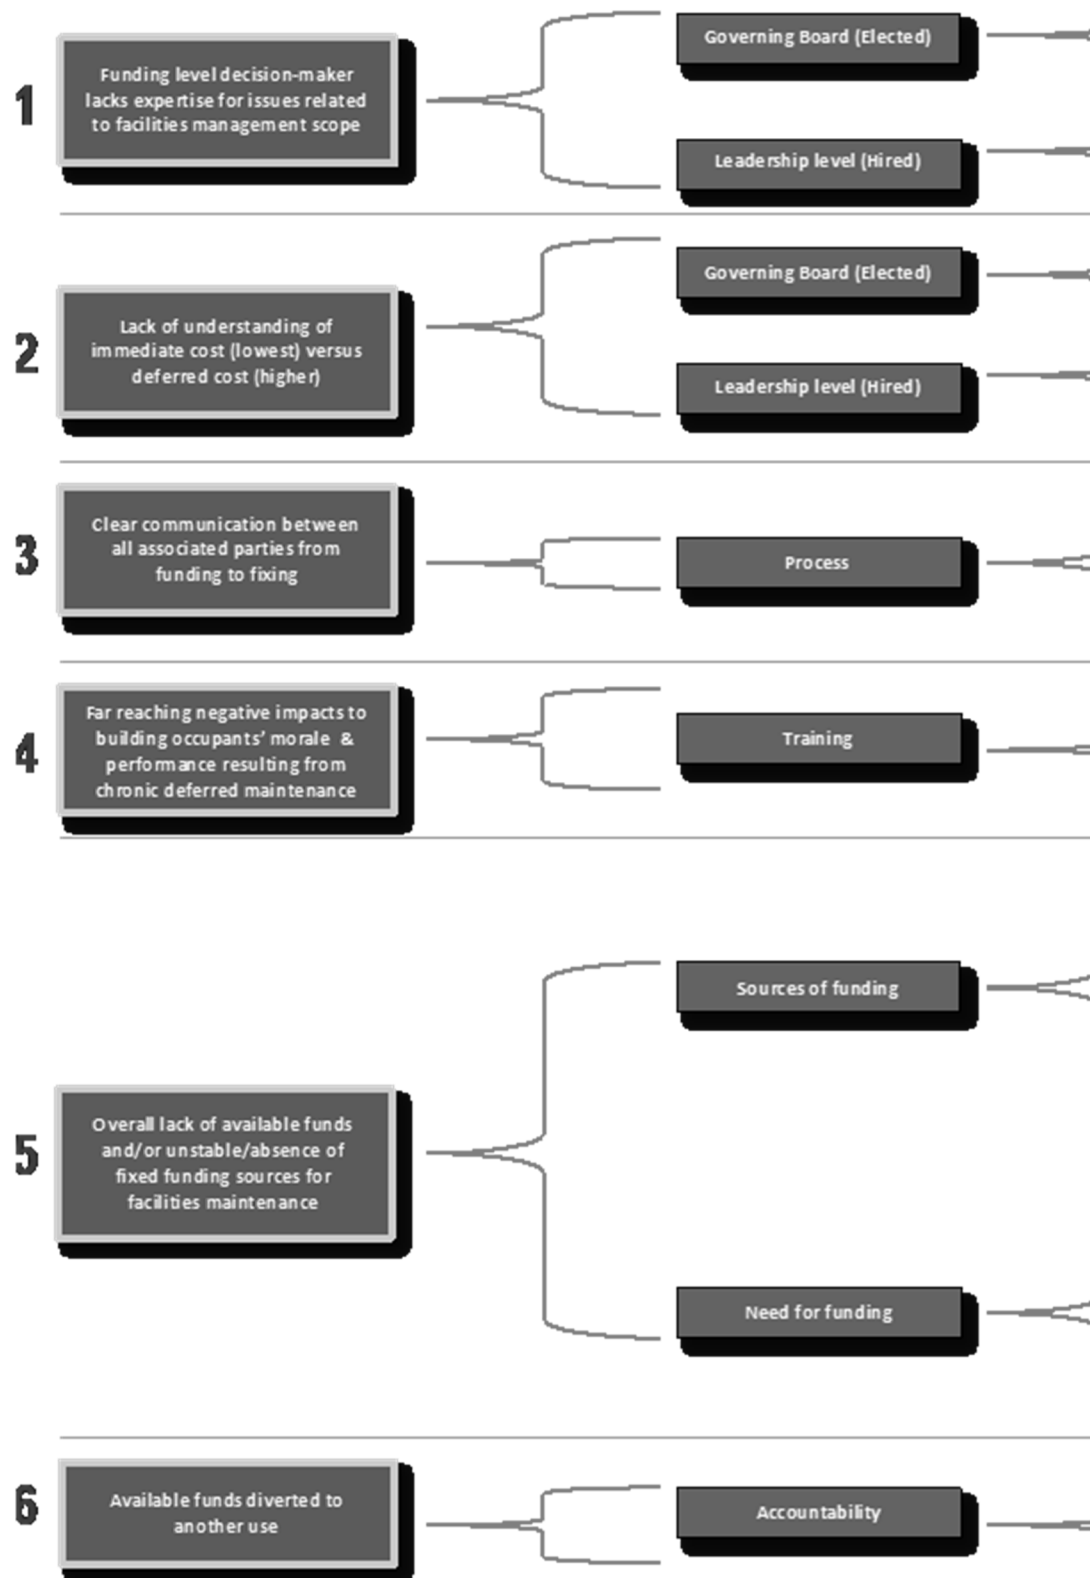 1
Funding level decision-maker
lacks expertise for issues related
to facilities management scope
Governing Board (Elected)
Leadership level (Hired)
2
Lack of understanding of
immediate cost (lowest) versus
deferred cost (higher)
Governing Board (Elected)
Leadership level (Hired)
3
Clear communication between
all associated parties from
funding to fixing
Process
4
Far reaching negative impacts to
building occupants’ morale &
performance resulting from
chronic deferred maintenance
Training
5
Overall lack of available funds
and/or unstable/absence of
fixed funding sources for
facilities maintenance
Sources of funding
Need for funding
6
Available funds diverted to
another use
Accountability